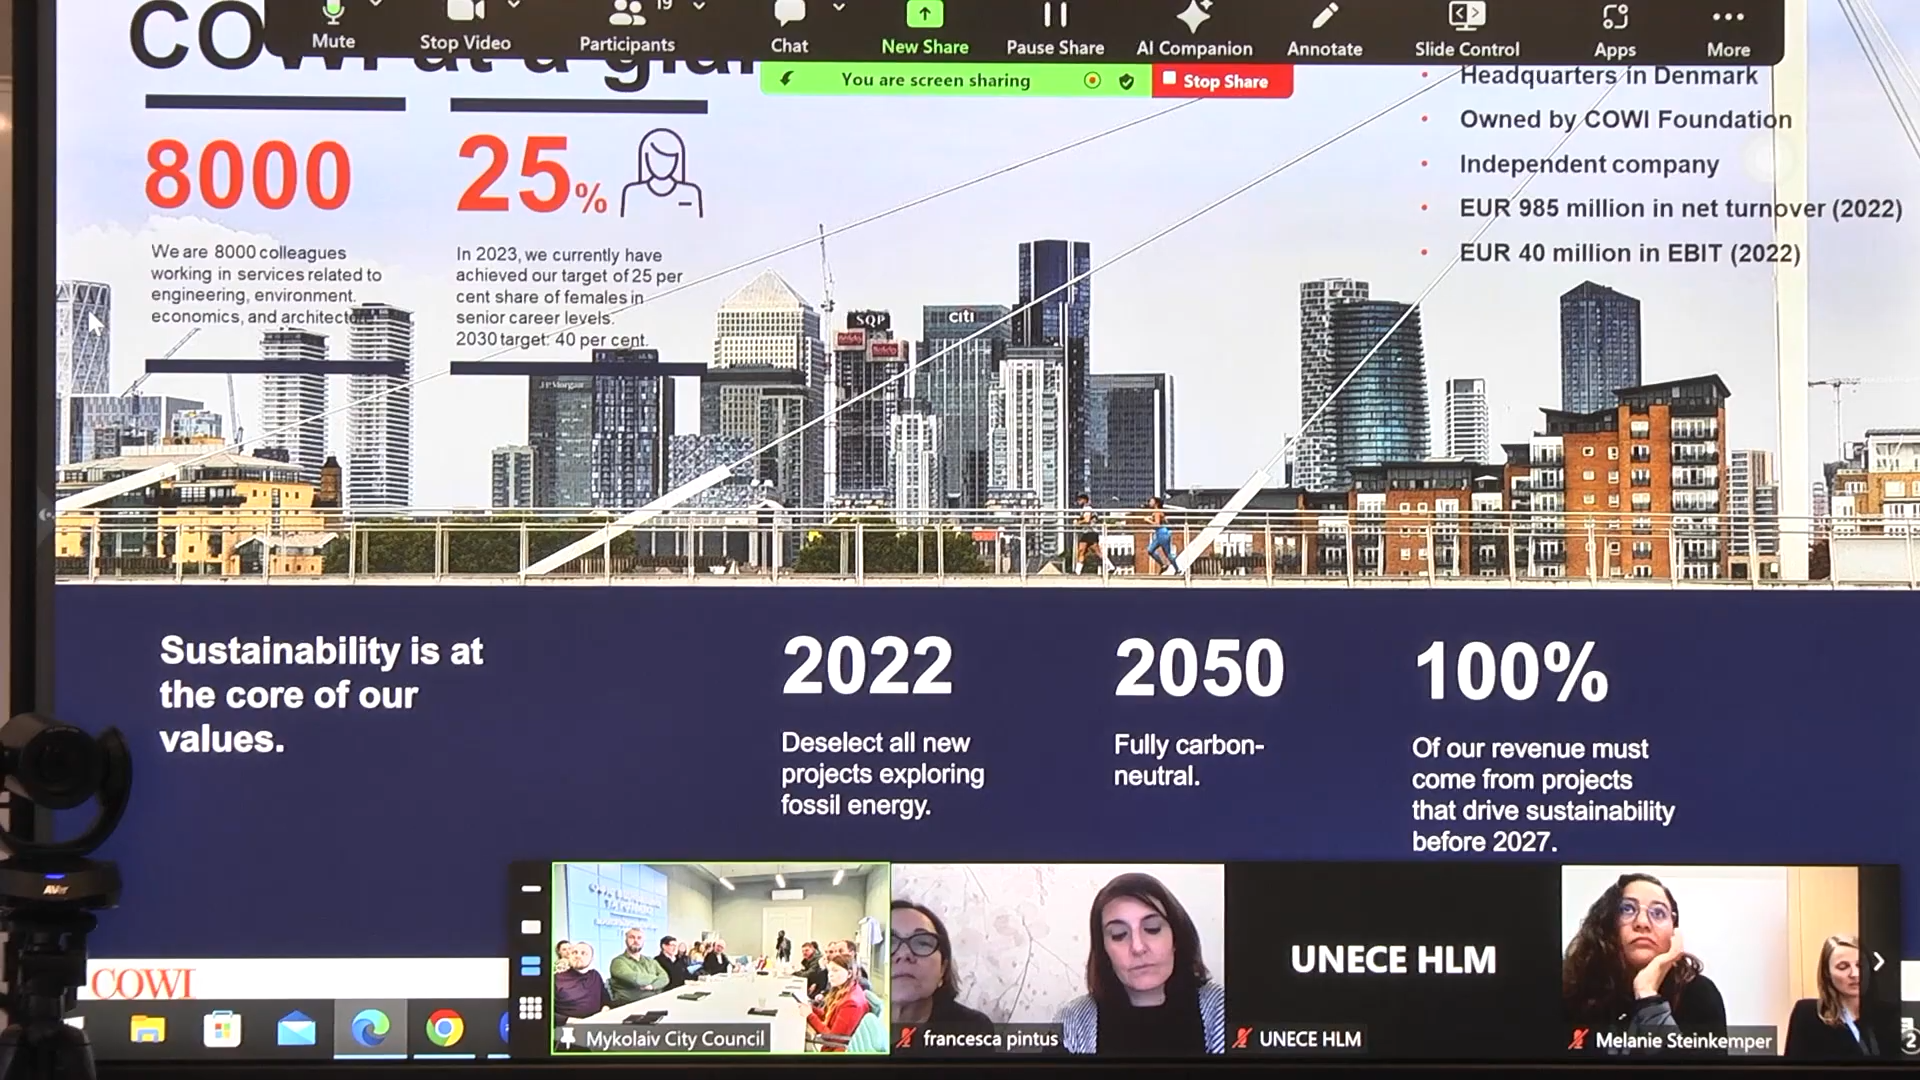 Mute
Stop Video
Participants
19
Chat
New Share
Pause Share
AI Companion
Annotate
Slide Control
Apps
More
You are screen sharing
Stop Share
COWI at a glan
8000
We are 8000 colleagues
working in services related to
engineering, environment,
economics, and architecture.
25%
In 2023, we currently have
achieved our target of 25 per
cent share of females in
senior career levels.
2030 target: 40 per cent.
• Headquarters in Denmark
• Owned by COWI Foundation
• Independent company
• EUR 985 million in net turnover (2022)
• EUR 40 million in EBIT (2022)
SQP
citi
J.P.Morgan
Sustainability is at
the core of our
values.
2022
Deselect all new
projects exploring
fossil energy.
2050
Fully carbon-
neutral.
100%
Of our revenue must
come from projects
that drive sustainability
before 2027.
AVer
COWI
Mykolaiv City Council
francesca pintus
UNECE HLM
UNECE HLM
Melanie Steinkemper
2